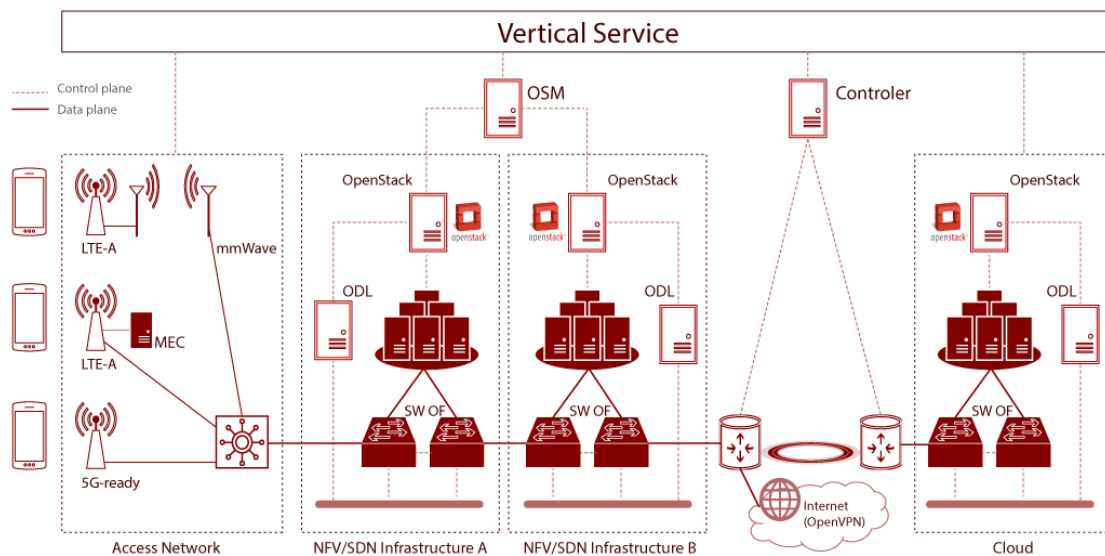 Vertical Service
Control plane
Data plane
OSM
Controler
OpenStack
OpenStack
OpenStack
openstack
openstack
openstack
LTE-A
mmWave
ODL
ODL
ODL
MEC
LTE-A
SW OF
SW OF
SW OF
5G-ready
Internet
(OpenVPN)
Access Network
NFV/SDN Infrastructure A
NFV/SDN Infrastructure B
Cloud